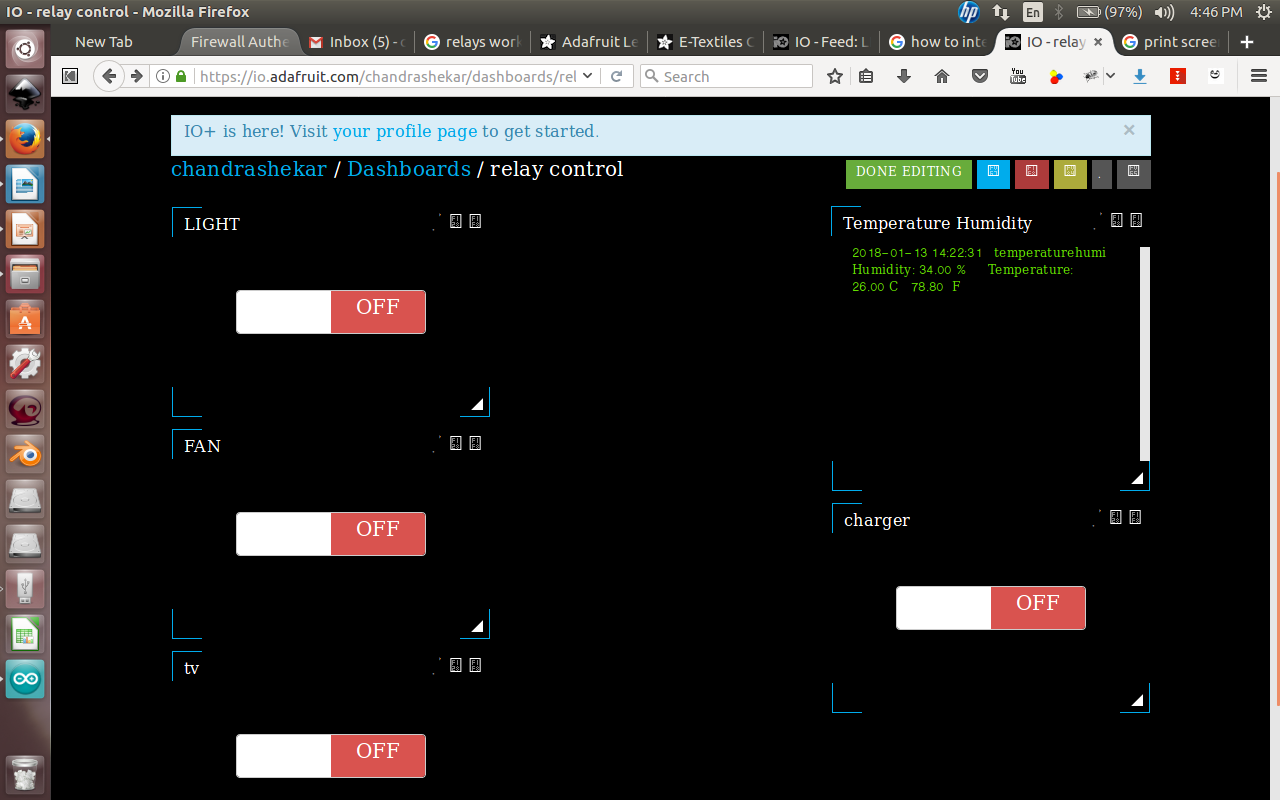 IO - relay control - Mozilla Firefox
En
(97%)
4:46 PM
New Tab
Firewall Authe
Inbox (5) - c
relays work
Adafruit Le
E-Textiles C
IO - Feed: L
how to inte
IO - relay
print screen
https://io.adafruit.com/chandrashekar/dashboards/rel
Search
IO+ is here! Visit your profile page to get started.
chandrashekar / Dashboards / relay control
DONE EDITING
LIGHT
OFF
Temperature Humidity
2018-01-13 14:22:31 temperaturehumi
Humidity: 34.00 % Temperature:
26.00 C 78.80 F
FAN
OFF
charger
OFF
tv
OFF